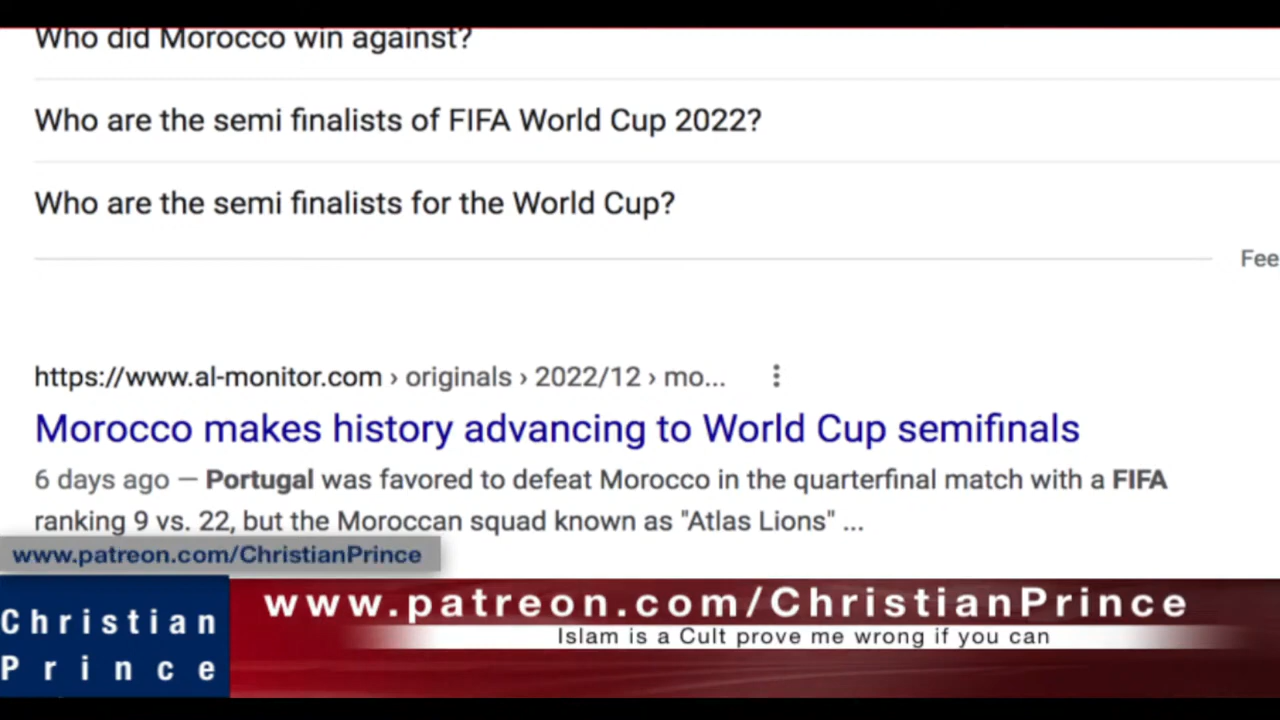 Who did Morocco win against?
Who are the semi finalists of FIFA World Cup 2022?
Who are the semi finalists for the World Cup?
Fee
https://www.al-monitor.com › originals › 2022/12 › mo...
Morocco makes history advancing to World Cup semifinals
6 days ago — Portugal was favored to defeat Morocco in the quarterfinal match with a FIFA
ranking 9 vs. 22, but the Moroccan squad known as "Atlas Lions" ...
www.patreon.com/ChristianPrince
Christian
Prince
www.patreon.com/ChristianPrince
Islam is a Cult prove me wrong if you can